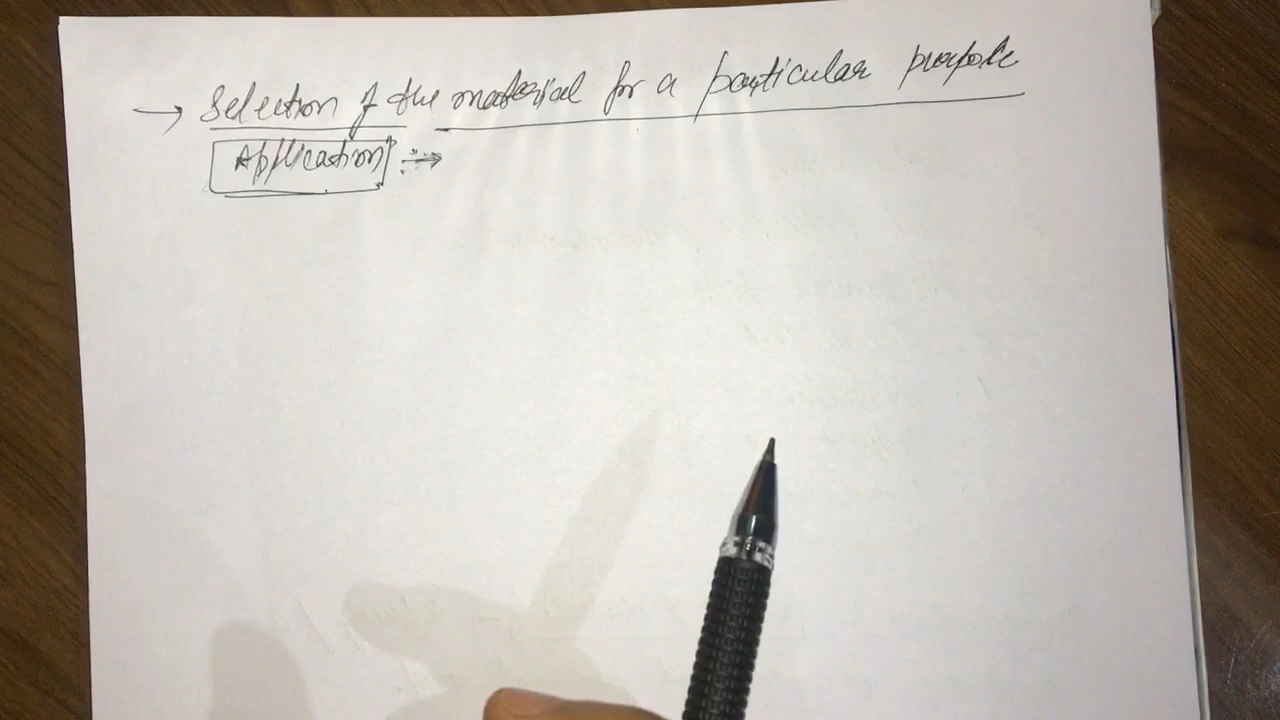 → Selection of the material for a particular purpose
Application :→